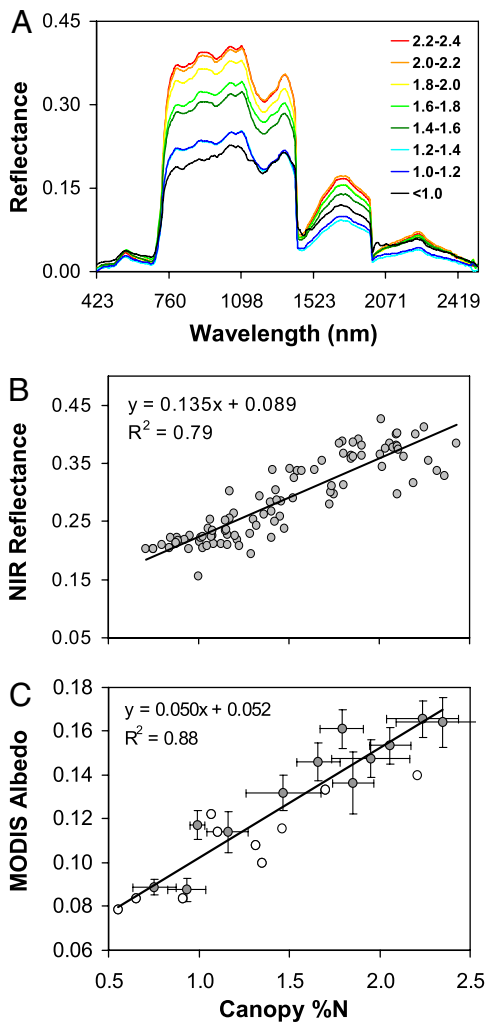 A
0.45
0.30
0.15
0.00
Reflectance
2.2-2.4
2.0-2.2
1.8-2.0
1.6-1.8
1.4-1.6
1.2-1.4
1.0-1.2
<1.0
423 760 1098 1523 2071 2419
Wavelength (nm)
B
y = 0.135x + 0.089
R² = 0.79
0.45
0.35
0.25
0.15
0.05
NIR Reflectance
C
y = 0.050x + 0.052
R² = 0.88
0.18
0.16
0.14
0.12
0.10
0.08
0.06
MODIS Albedo
0.5 1.0 1.5 2.0 2.5
Canopy %N